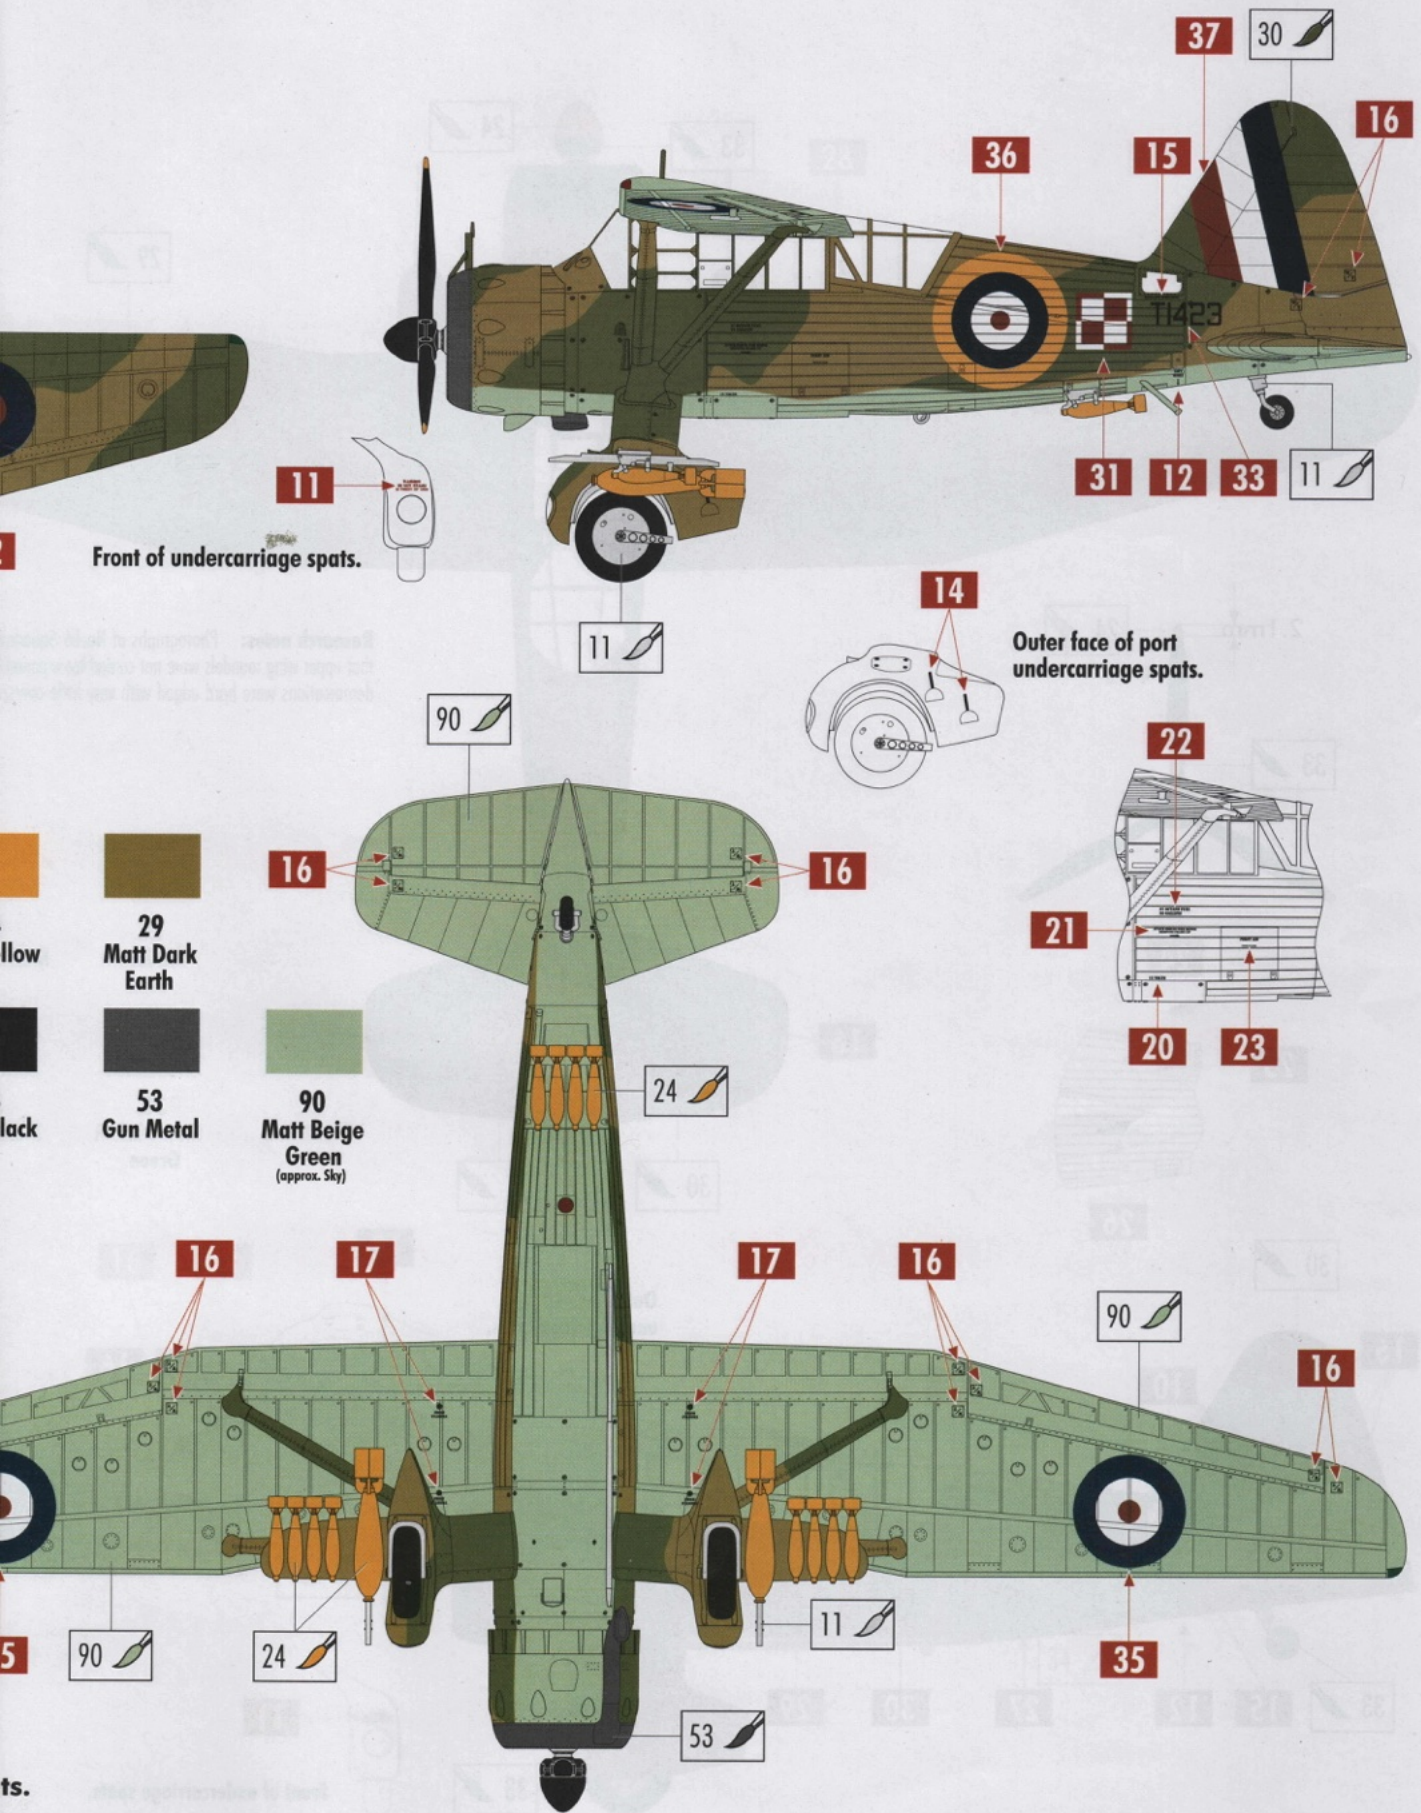 37
30
16
36
15
T1423
11
31
12
33
11
Front of undercarriage spats.
11
14
Outer face of port
undercarriage spats.
90
22
16
16
21
29
Matt Dark
Earth
llow
20
23
24
53
Gun Metal
90
Matt Beige
Green
(approx. Sky)
lack
16
17
17
16
90
16
11
5
90
24
35
53
ts.